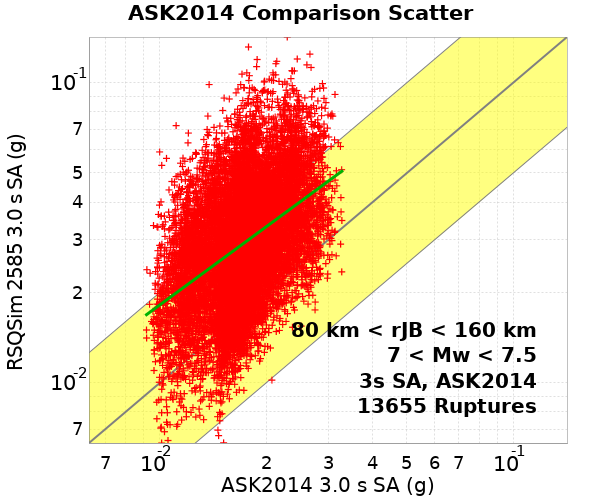 ASK2014 Comparison Scatter
RSQSim 2585 3.0 s SA (g)
10-1
7
5
4
3
2
10-2
7
80 km < rJB < 160 km
7 < Mw < 7.5
3s SA, ASK2014
13655 Ruptures
7 10-2 2 3 4 5 6 7 10-1
ASK2014 3.0 s SA (g)